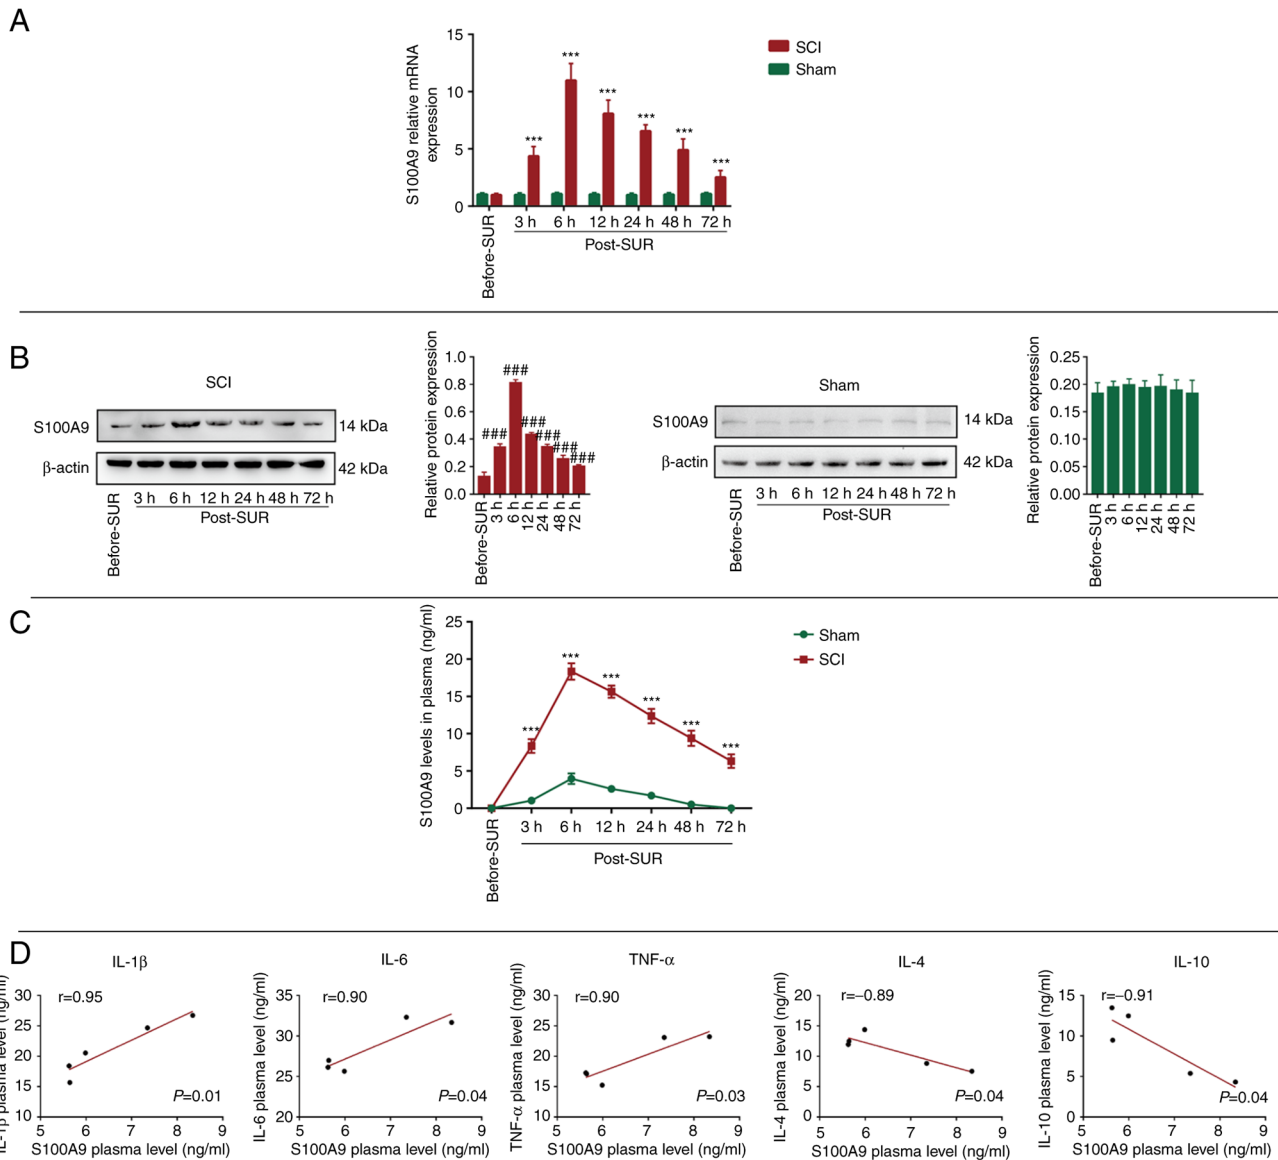 A
S100A9 relative mRNA
expression
15
10
5
0
***
***
***
***
***
***
SCI
Sham
Before-SUR
3 h 6 h 12 h 24 h 48 h 72 h
Post-SUR
B
SCI
S100A9
14 kDa
β-actin
42 kDa
Before-SUR
3 h 6 h 12 h 24 h 48 h 72 h
Post-SUR
Relative protein expression
1.0
0.8
0.6
0.4
0.2
0.0
###
###
###
###
###
###
Before-SUR
3 h
6 h
12 h
24 h
48 h
72 h
Sham
S100A9
14 kDa
β-actin
42 kDa
Before-SUR
3 h 6 h 12 h 24 h 48 h 72 h
Post-SUR
Relative protein expression
0.25
0.20
0.15
0.10
0.05
0.00
Before-SUR
3 h
6 h
12 h
24 h
48 h
72 h
C
S100A9 levels in plasma (ng/ml)
25
20
15
10
5
0
***
***
***
***
***
***
Sham
SCI
Before-SUR
3 h 6 h 12 h 24 h 48 h 72 h
Post-SUR
D
IL-1β
IL-1β plasma level (ng/ml)
30
25
20
15
10
r=0.95
P=0.01
5 6 7 8 9
S100A9 plasma level (ng/ml)
IL-6
IL-6 plasma level (ng/ml)
35
30
25
20
r=0.90
P=0.04
5 6 7 8 9
S100A9 plasma level (ng/ml)
TNF-α
TNF-α plasma level (ng/ml)
30
25
20
15
10
r=0.90
P=0.03
5 6 7 8 9
S100A9 plasma level (ng/ml)
IL-4
IL-4 plasma level (ng/ml)
20
15
10
5
0
r=−0.89
P=0.04
5 6 7 8 9
S100A9 plasma level (ng/ml)
IL-10
IL-10 plasma level (ng/ml)
15
10
5
0
r=−0.91
P=0.04
5 6 7 8 9
S100A9 plasma level (ng/ml)